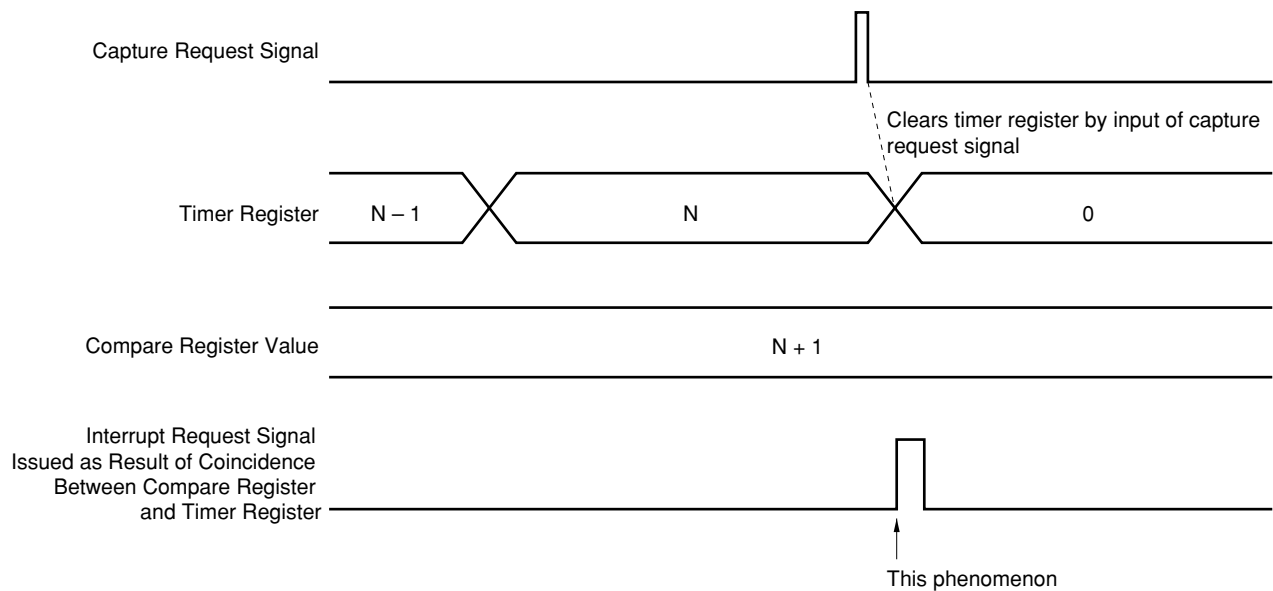 Capture Request Signal
Clears timer register by input of capture
request signal
Timer Register
N – 1
N
0
Compare Register Value
N + 1
Interrupt Request Signal
Issued as Result of Coincidence
Between Compare Register
and Timer Register
This phenomenon